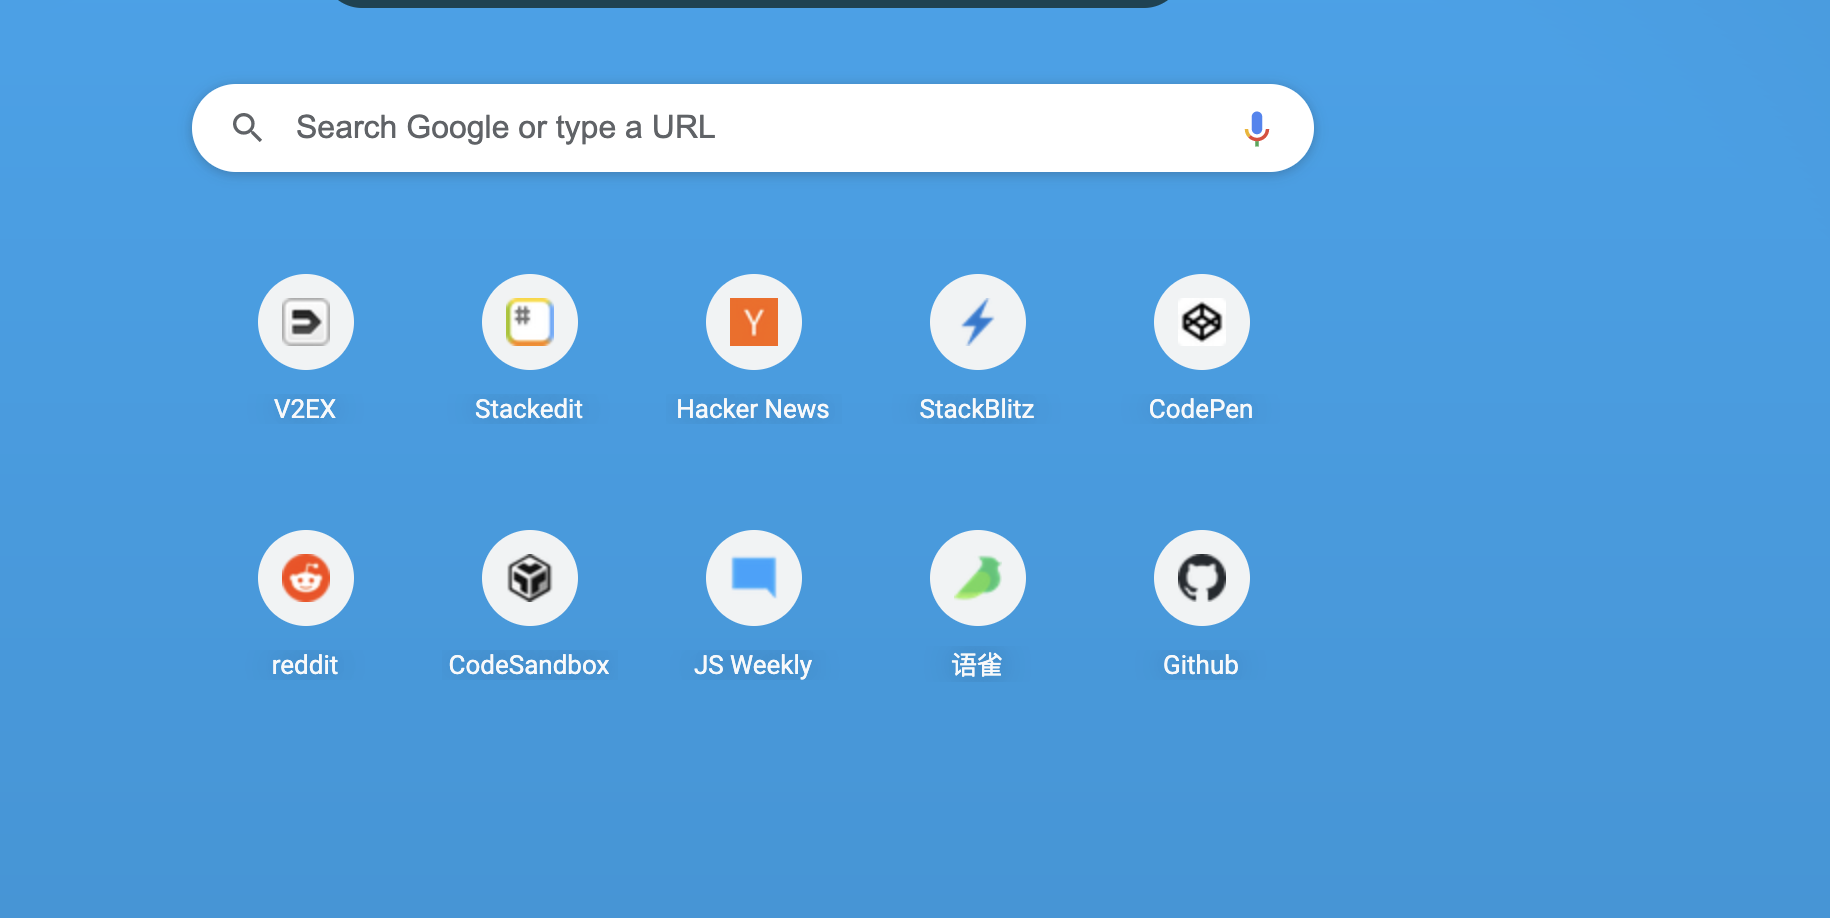 Search Google or type a URL
V2EX
Stackedit
Hacker News
StackBlitz
CodePen
reddit
CodeSandbox
JS Weekly
语雀
Github